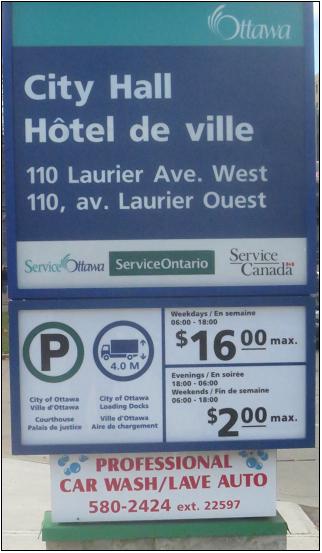 Ottawa
City Hall
Hôtel de ville
110 Laurier Ave. West
110, av. Laurier Ouest
ServiceOttawa
ServiceOntario
Service
Canada
P
4.0 M
City of Ottawa
Ville d'Ottawa
Courthouse
Palais de justice
City of Ottawa
Loading Docks
Ville d'Ottawa
Aire de chargement
Weekdays / En semaine
06:00 - 18:00
$16.00 max.
Evenings / En soirée
18:00 - 06:00
Weekends / Fin de semaine
06:00 - 18:00
$2.00 max.
PROFESSIONAL
CAR WASH/LAVE AUTO
580-2424 ext. 22597